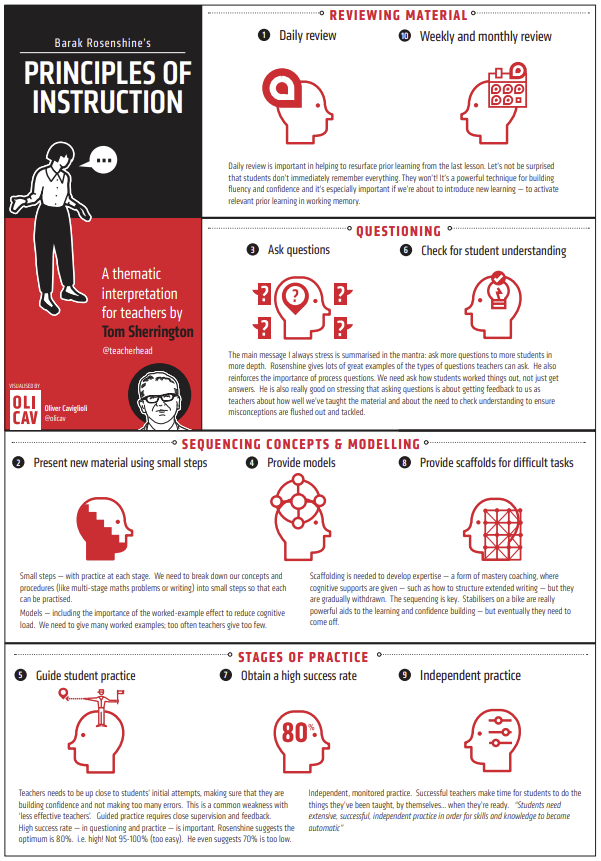 Barak Rosenshine's
PRINCIPLES OF
INSTRUCTION
A thematic
interpretation
for teachers by
Tom Sherrington
@teacherhead
VISUALISED BY
OLI
CAV
Oliver Caviglioli
@olicav
REVIEWING MATERIAL
1 Daily review
10 Weekly and monthly review
Daily review is important in helping to resurface prior learning from the last lesson. Let's not be surprised
that students don't immediately remember everything. They won't! It's a powerful technique for building
fluency and confidence and it's especially important if we're about to introduce new learning — to activate
relevant prior learning in working memory.
QUESTIONING
3 Ask questions
6 Check for student understanding
? ? ?
? ?
The main message I always stress is summarised in the mantra: ask more questions to more students in
more depth. Rosenshine gives lots of great examples of the types of questions teachers can ask. He also
reinforces the importance of process questions. We need ask how students worked things out, not just get
answers. He is also really good on stressing that asking questions is about getting feedback to us as
teachers about how well we've taught the material and about the need to check understanding to ensure
misconceptions are flushed out and tackled.
SEQUENCING CONCEPTS & MODELLING
2 Present new material using small steps
4 Provide models
8 Provide scaffolds for difficult tasks
Small steps — with practice at each stage. We need to break down our concepts and
procedures (like multi-stage maths problems or writing) into small steps so that each
can be practised.
Models — including the importance of the worked-example effect to reduce cognitive
load. We need to give many worked examples; too often teachers give too few.
Scaffolding is needed to develop expertise — a form of mastery coaching, where
cognitive supports are given — such as how to structure extended writing — but they
are gradually withdrawn. The sequencing is key. Stabilisers on a bike are really
powerful aids to the learning and confidence building — but eventually they need to
come off.
STAGES OF PRACTICE
5 Guide student practice
7 Obtain a high success rate
9 Independent practice
80%
Teachers needs to be up close to students' initial attempts, making sure that they are
building confidence and not making too many errors. This is a common weakness with
'less effective teachers'. Guided practice requires close supervision and feedback.
High success rate — in questioning and practice — is important. Rosenshine suggests the
optimum is 80%. i.e. high! Not 95-100% (too easy). He even suggests 70% is too low.
Independent, monitored practice. Successful teachers make time for students to do the
things they've been taught, by themselves... when they're ready. "Students need
extensive, successful, independent practice in order for skills and knowledge to become
automatic"